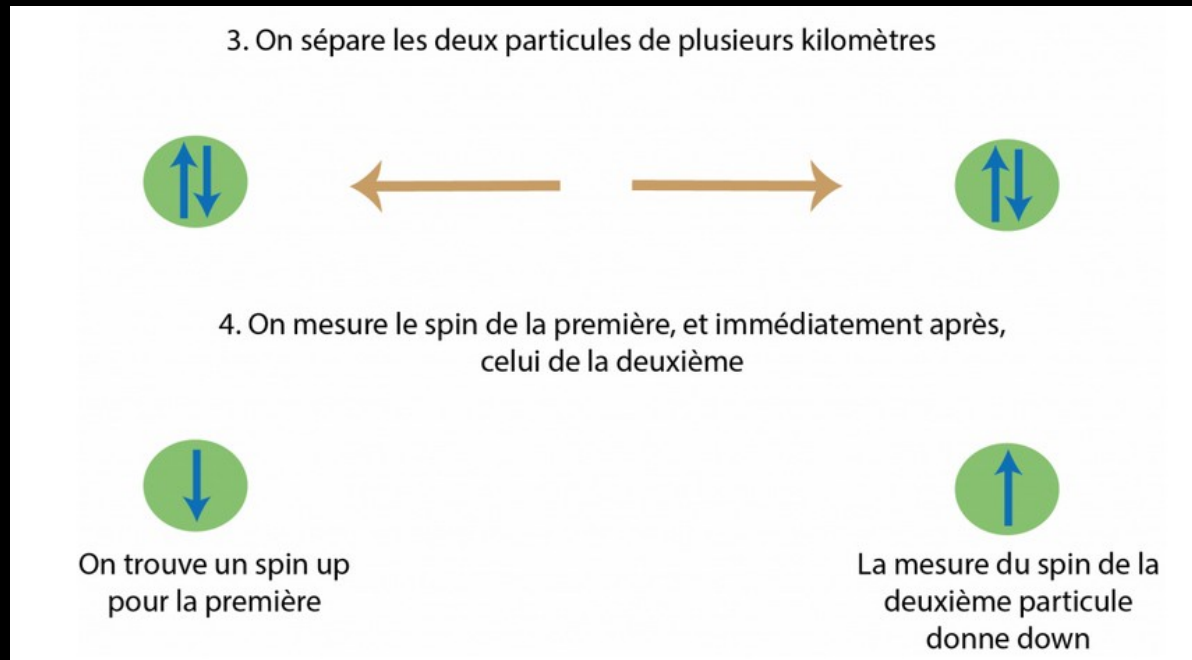 3. On sépare les deux particules de plusieurs kilomètres
4. On mesure le spin de la première, et immédiatement après,
celui de la deuxième
On trouve un spin up
pour la première
La mesure du spin de la
deuxième particule
donne down